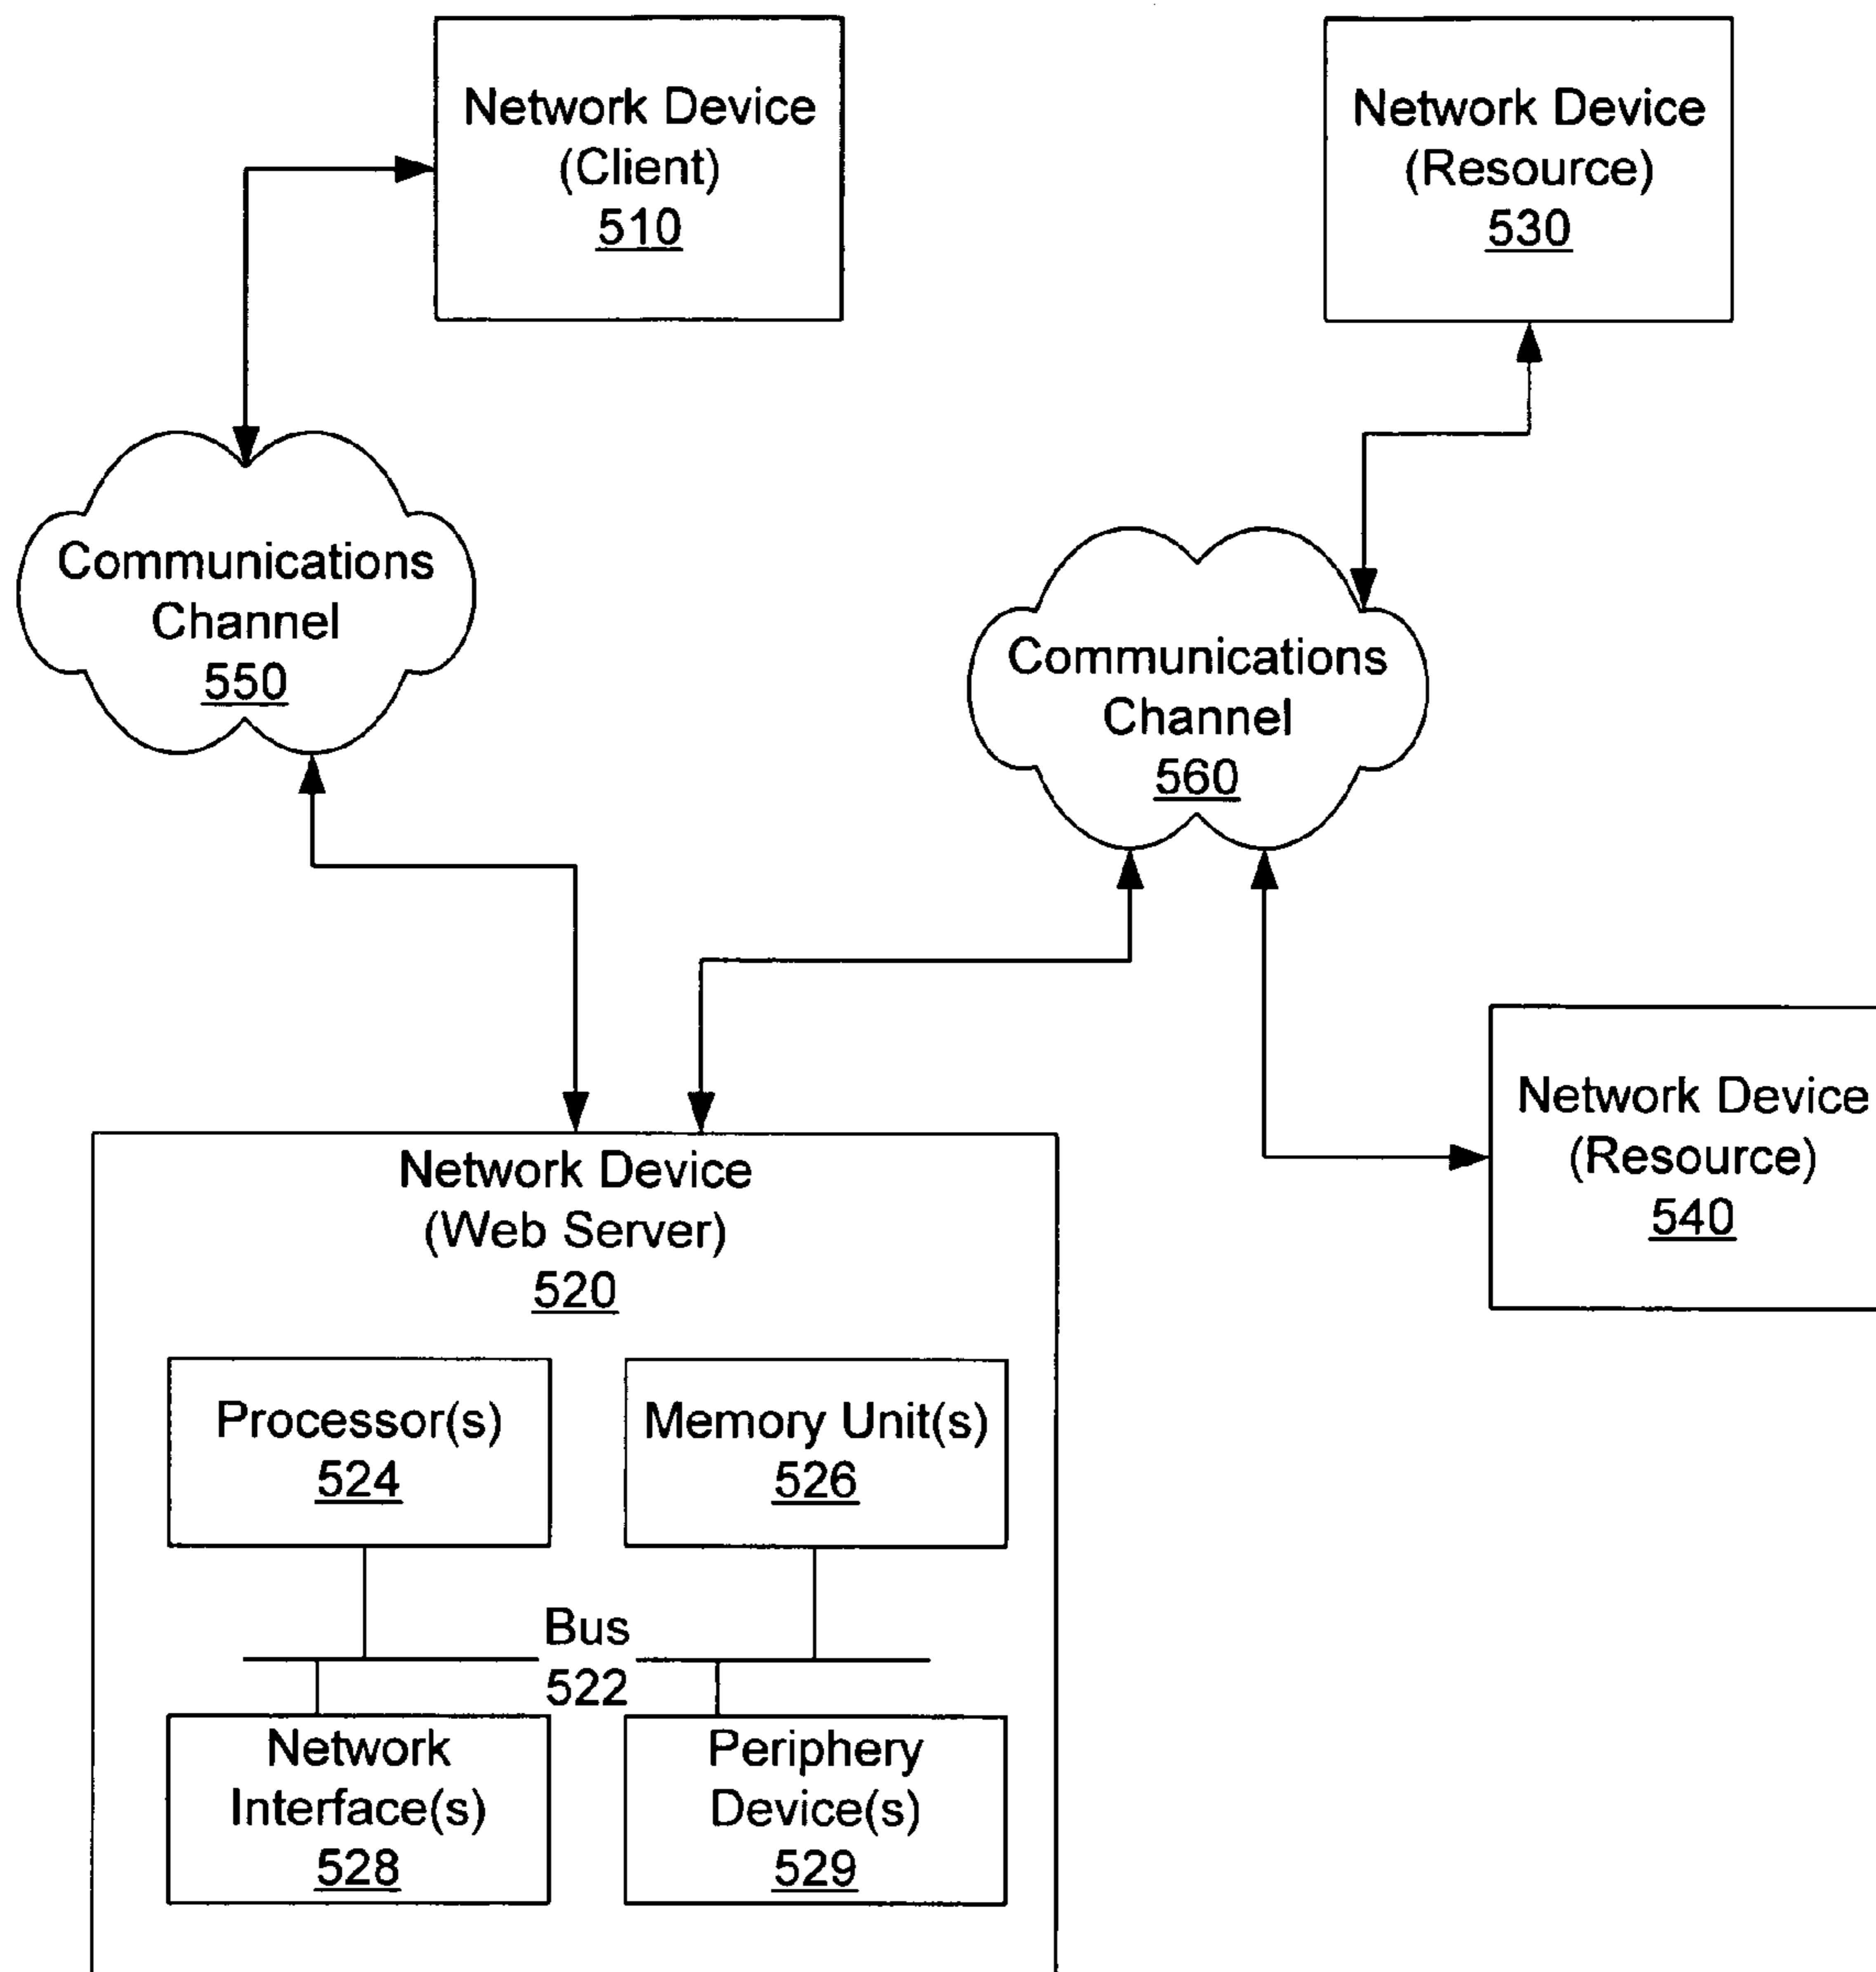 Network Device
(Client)
510
Network Device
(Resource)
530
Communications
Channel
550
Communications
Channel
560
Network Device
(Resource)
540
Network Device
(Web Server)
520
Processor(s)
524
Memory Unit(s)
526
Bus
522
Network
Interface(s)
528
Periphery
Device(s)
529